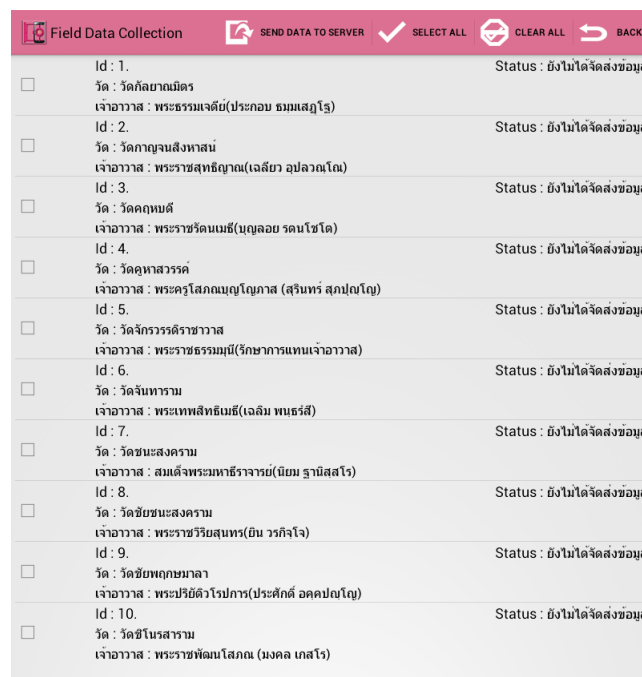 Field Data Collection SEND DATA TO SERVER SELECT ALL CLEAR ALL BACK
Id : 1. Status : ยังไม่ได้จัดส่งข้อมูล
วัด : วัดกัลยาณมิตร
เจ้าอาวาส : พระธรรมเจดีย์(ประกอบ ธมฺมเสฏฺโฐ)
Id : 2. Status : ยังไม่ได้จัดส่งข้อมูล
วัด : วัดกาญจนสิงหาสน์
เจ้าอาวาส : พระราชสุทธิญาณ(เฉลียว อุปลวณฺโณ)
Id : 3. Status : ยังไม่ได้จัดส่งข้อมูล
วัด : วัดคฤหบดี
เจ้าอาวาส : พระราชรัตนเมธี(บุญลอย รตนโชโต)
Id : 4. Status : ยังไม่ได้จัดส่งข้อมูล
วัด : วัดคูหาสวรรค์
เจ้าอาวาส : พระครูโสภณบุญโญภาส (สุรินทร์ สุภปุญฺโญ)
Id : 5. Status : ยังไม่ได้จัดส่งข้อมูล
วัด : วัดจักรวรรดิราชาวาส
เจ้าอาวาส : พระราชธรรมมุนี(รักษาการแทนเจ้าอาวาส)
Id : 6. Status : ยังไม่ได้จัดส่งข้อมูล
วัด : วัดจันทาราม
เจ้าอาวาส : พระเทพสิทธิเมธี(เฉลิม พนฺธรํสี)
Id : 7. Status : ยังไม่ได้จัดส่งข้อมูล
วัด : วัดชนะสงคราม
เจ้าอาวาส : สมเด็จพระมหาธีราจารย์(นิยม ฐานิสฺสโร)
Id : 8. Status : ยังไม่ได้จัดส่งข้อมูล
วัด : วัดชัยชนะสงคราม
เจ้าอาวาส : พระราชวิริยสุนทร(ยิน วรกิจโจ)
Id : 9. Status : ยังไม่ได้จัดส่งข้อมูล
วัด : วัดชัยพฤกษมาลา
เจ้าอาวาส : พระปริยัติวโรปการ(ประศักดิ์ อคฺคปญฺโญ)
Id : 10. Status : ยังไม่ได้จัดส่งข้อมูล
วัด : วัดชิโนรสาราม
เจ้าอาวาส : พระราชพัฒนโสภณ (มงคล เกสโร)